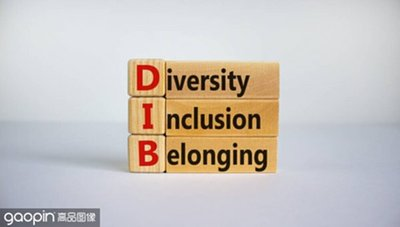 Diversity
Inclusion
Belonging
gaopin 高品图像